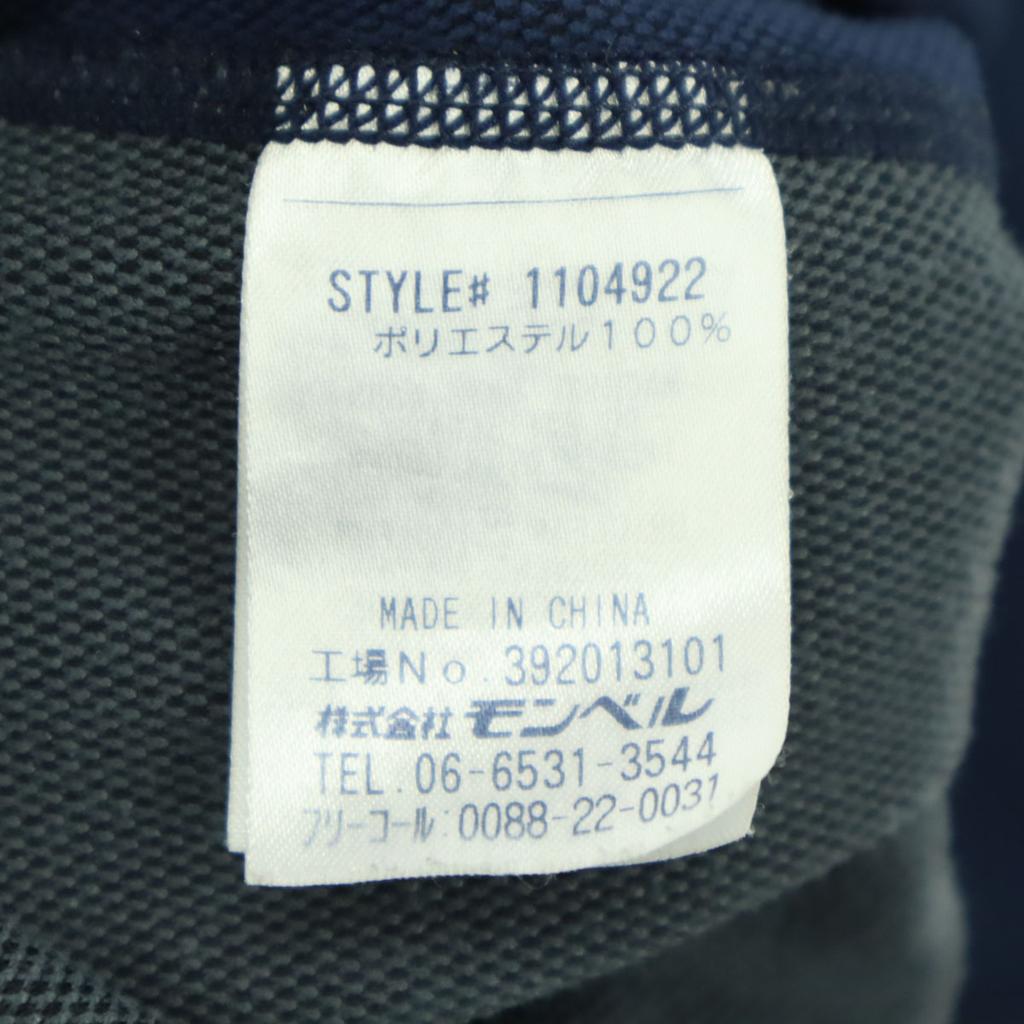 STYLE# 1104922
ポリエステル100%
MADE IN CHINA
工場No.392013101
株式会社 モンベル
TEL.06-6531-3544
フリーコール:0088-22-0031